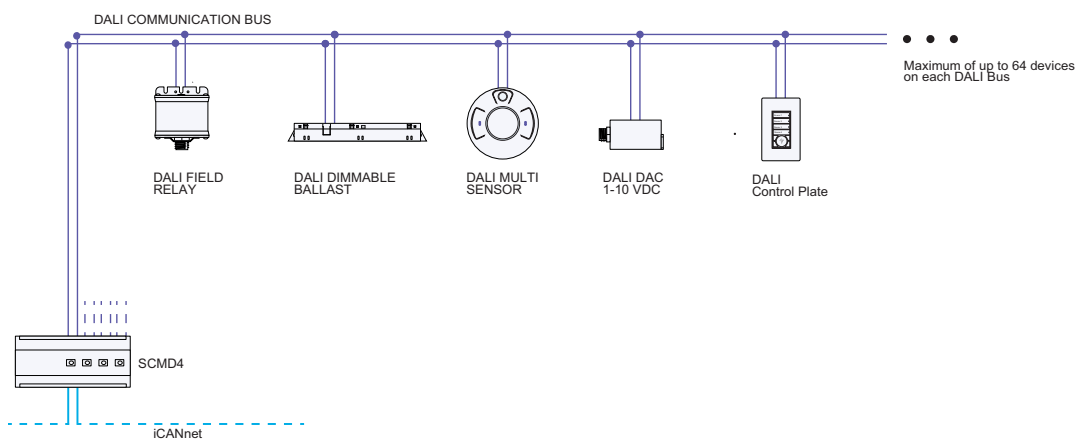 DALI COMMUNICATION BUS
Maximum of up to 64 devices
on each DALI Bus
DALI FIELD
RELAY
DALI DIMMABLE
BALLAST
DALI MULTI
SENSOR
DALI DAC
1-10 VDC
DALI
Control Plate
SCMD4
iCANnet